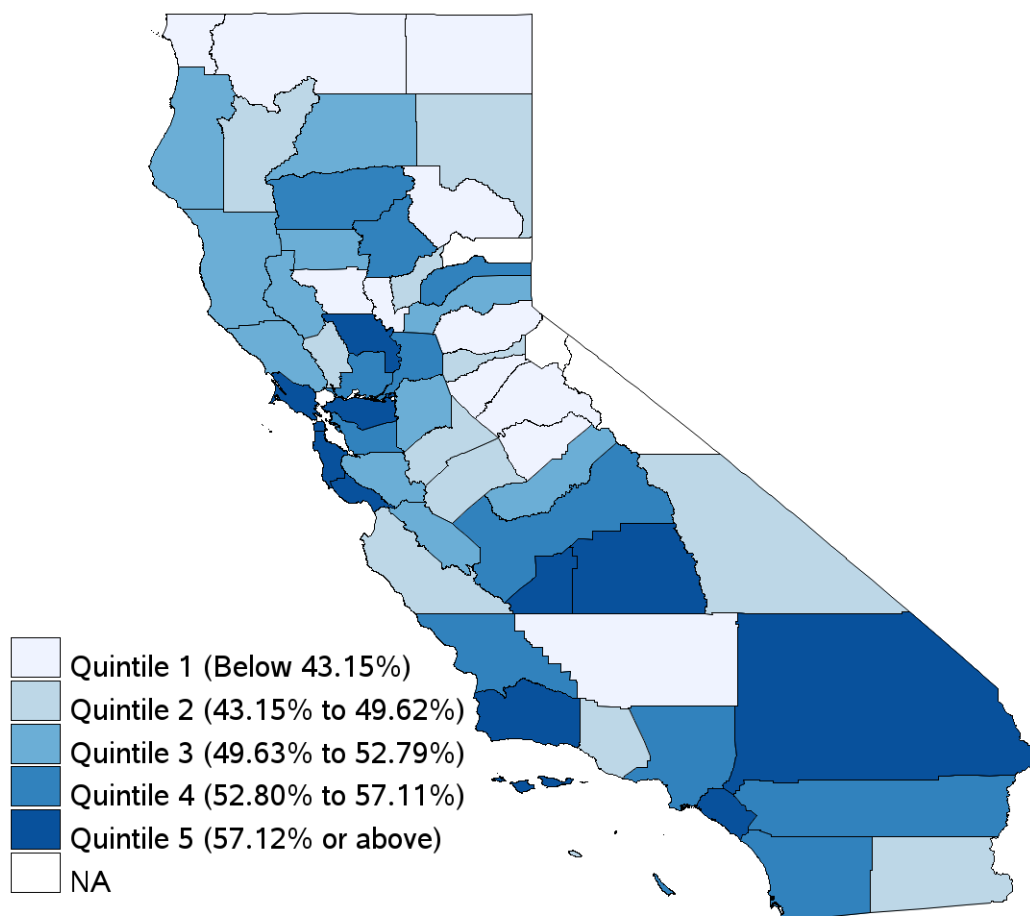 Quintile 1 (Below 43.15%)
Quintile 2 (43.15% to 49.62%)
Quintile 3 (49.63% to 52.79%)
Quintile 4 (52.80% to 57.11%)
Quintile 5 (57.12% or above)
NA